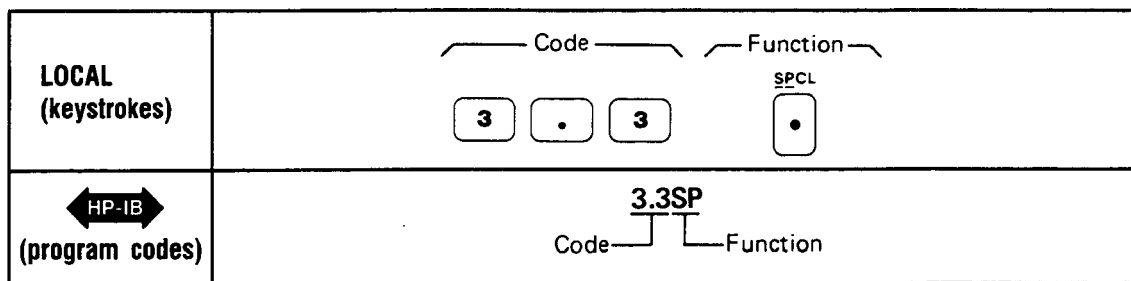 Code Function
LOCAL
(keystrokes)
SPCL
3 . 3 •
HP-IB
(program codes)
3.3SP
Code Function